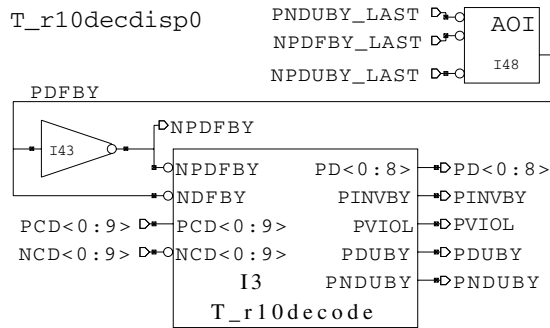 T_r10decdisp0
PNDUBY_LAST
NPDFBY_LAST
NPDUBY_LAST
AOI
I48
PDFBY
I43
NPDFBY
NPDFBY PD<0:8> PD<0:8>
NDFBY PINVBY PINVBY
PCD<0:9> PCD<0:9> PVIOL PVIOL
NCD<0:9> NCD<0:9> PDUBY PDUBY
I3 PNDUBY PNDUBY
T_r10decode